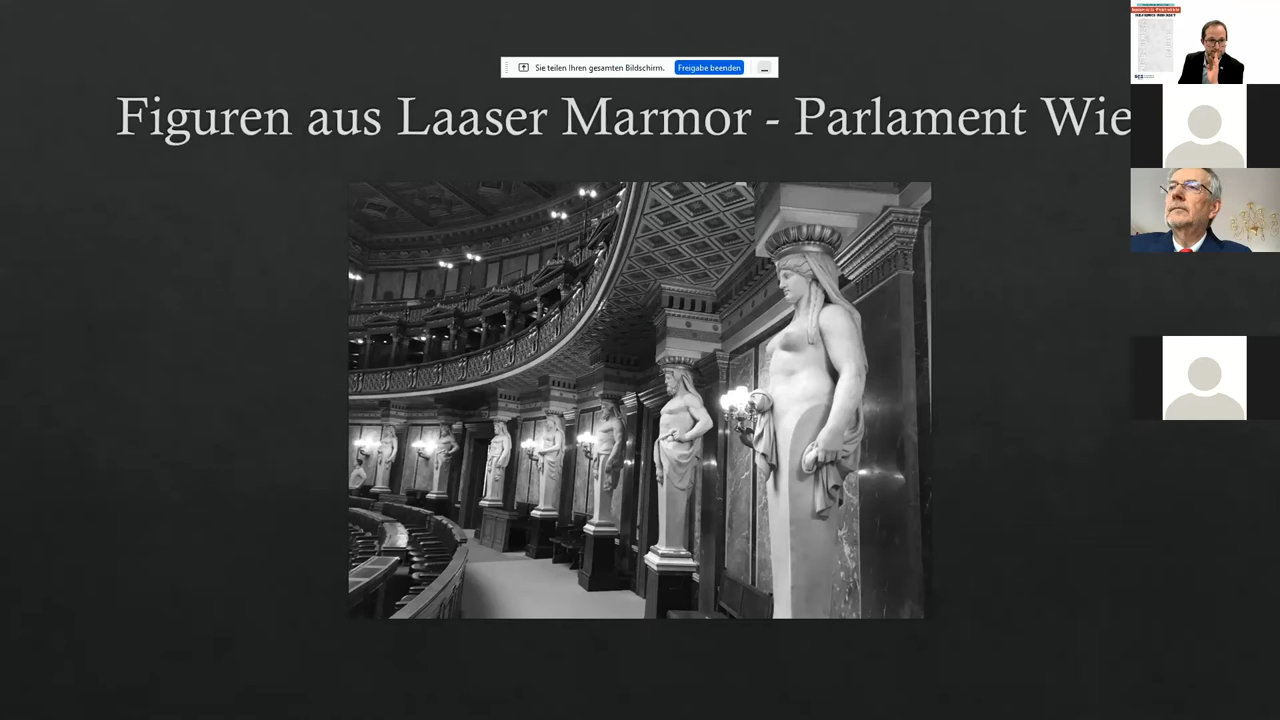 Sie teilen Ihren gesamten Bildschirm. Freigabe beenden
Figuren aus Laaser Marmor - Parlament Wie